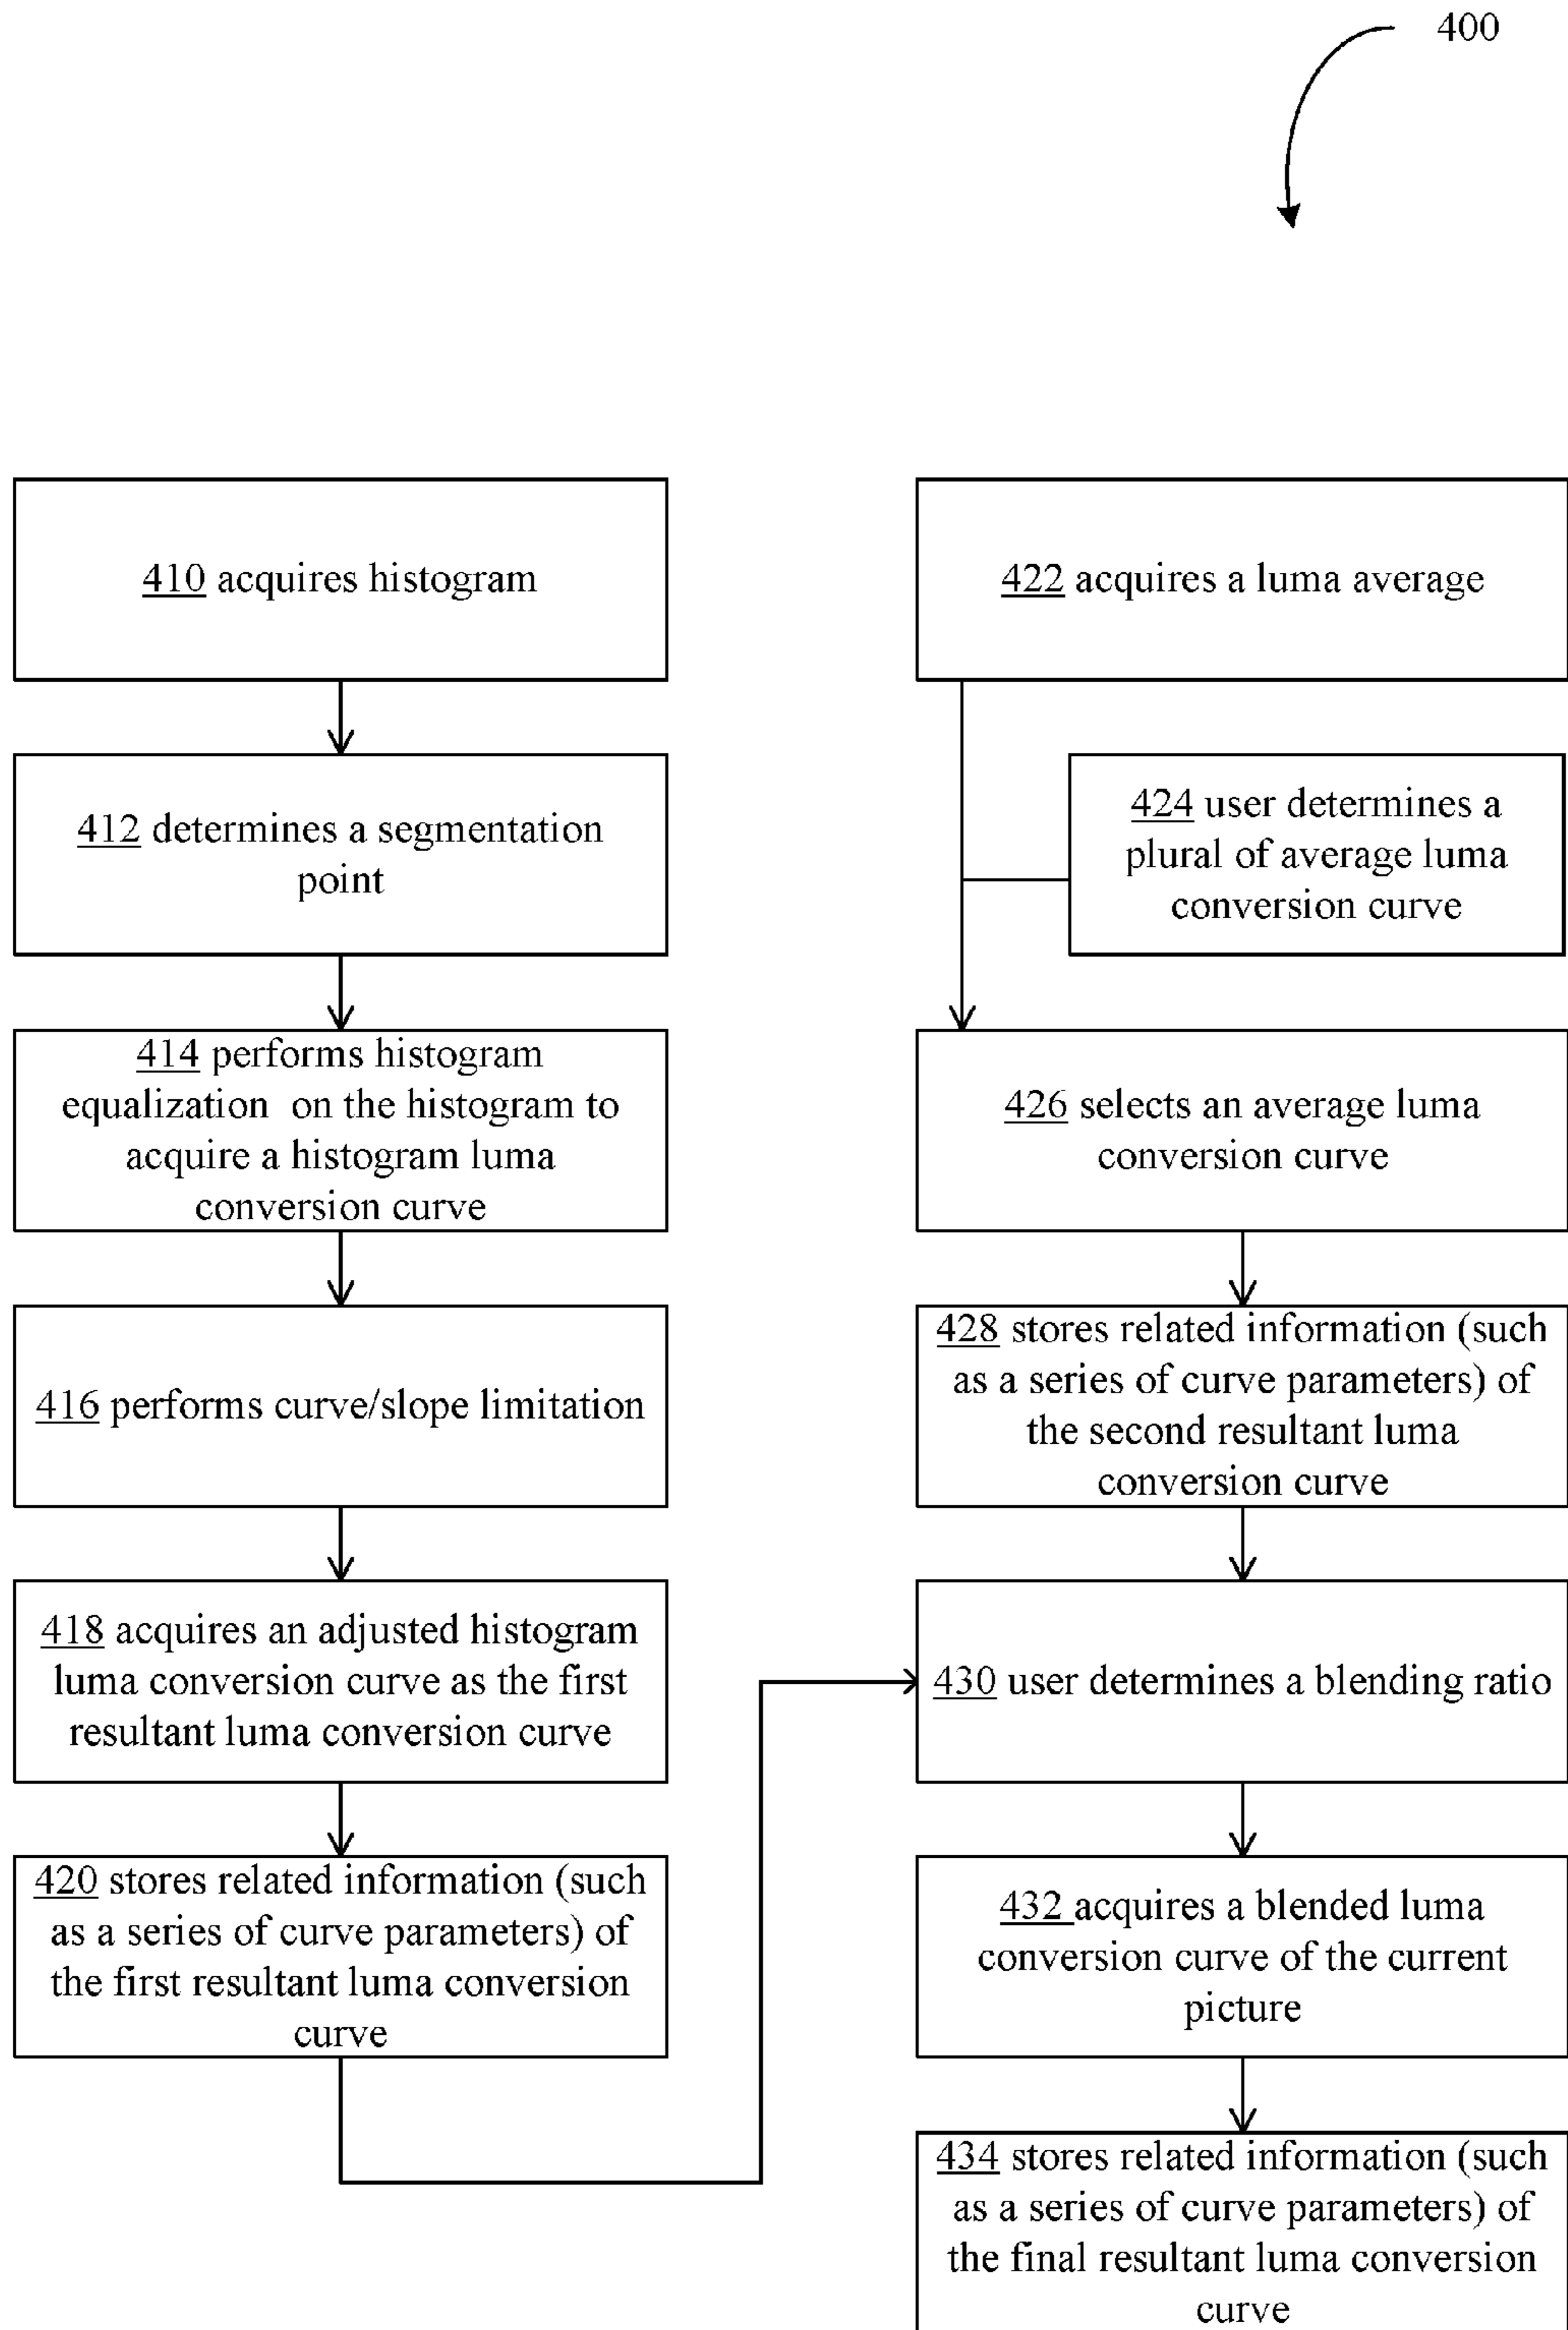 400
410 acquires histogram
412 determines a segmentation
point
414 performs histogram
equalization on the histogram to
acquire a histogram luma
conversion curve
416 performs curve/slope limitation
418 acquires an adjusted histogram
luma conversion curve as the first
resultant luma conversion curve
420 stores related information (such
as a series of curve parameters) of
the first resultant luma conversion
curve
422 acquires a luma average
424 user determines a
plural of average luma
conversion curve
426 selects an average luma
conversion curve
428 stores related information (such
as a series of curve parameters) of
the second resultant luma
conversion curve
430 user determines a blending ratio
432 acquires a blended luma
conversion curve of the current
picture
434 stores related information (such
as a series of curve parameters) of
the final resultant luma conversion
curve